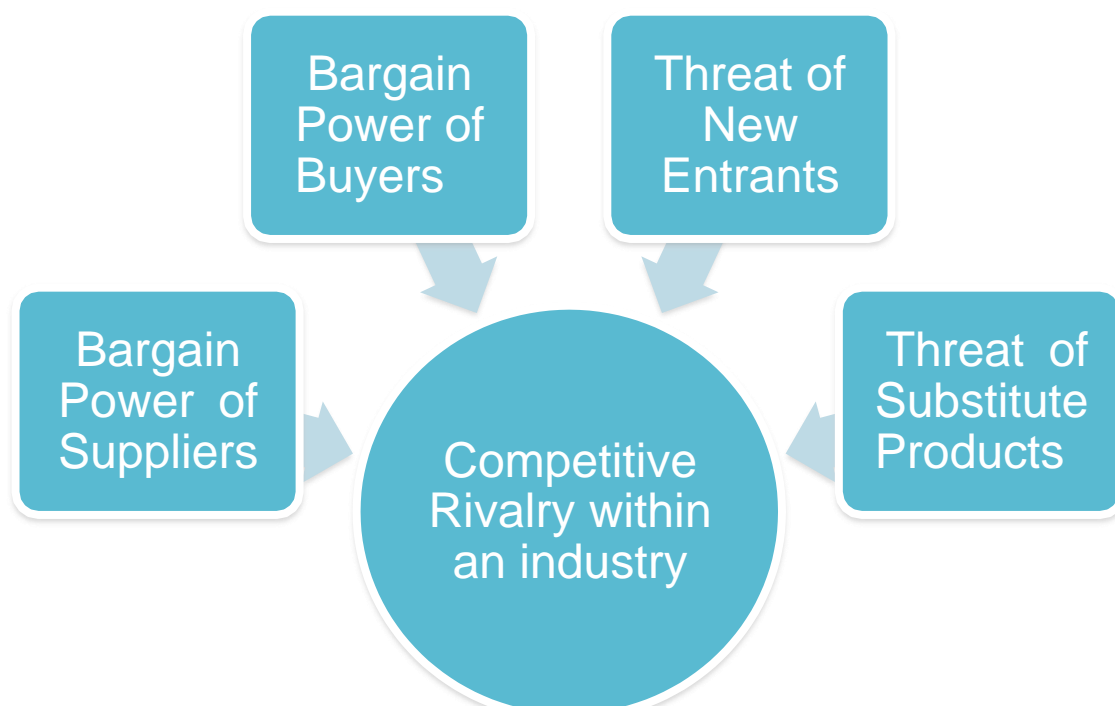 Bargain
Power of
Buyers
Threat of
New
Entrants
Bargain
Power of
Suppliers
Threat of
Substitute
Products
Competitive
Rivalry within
an industry